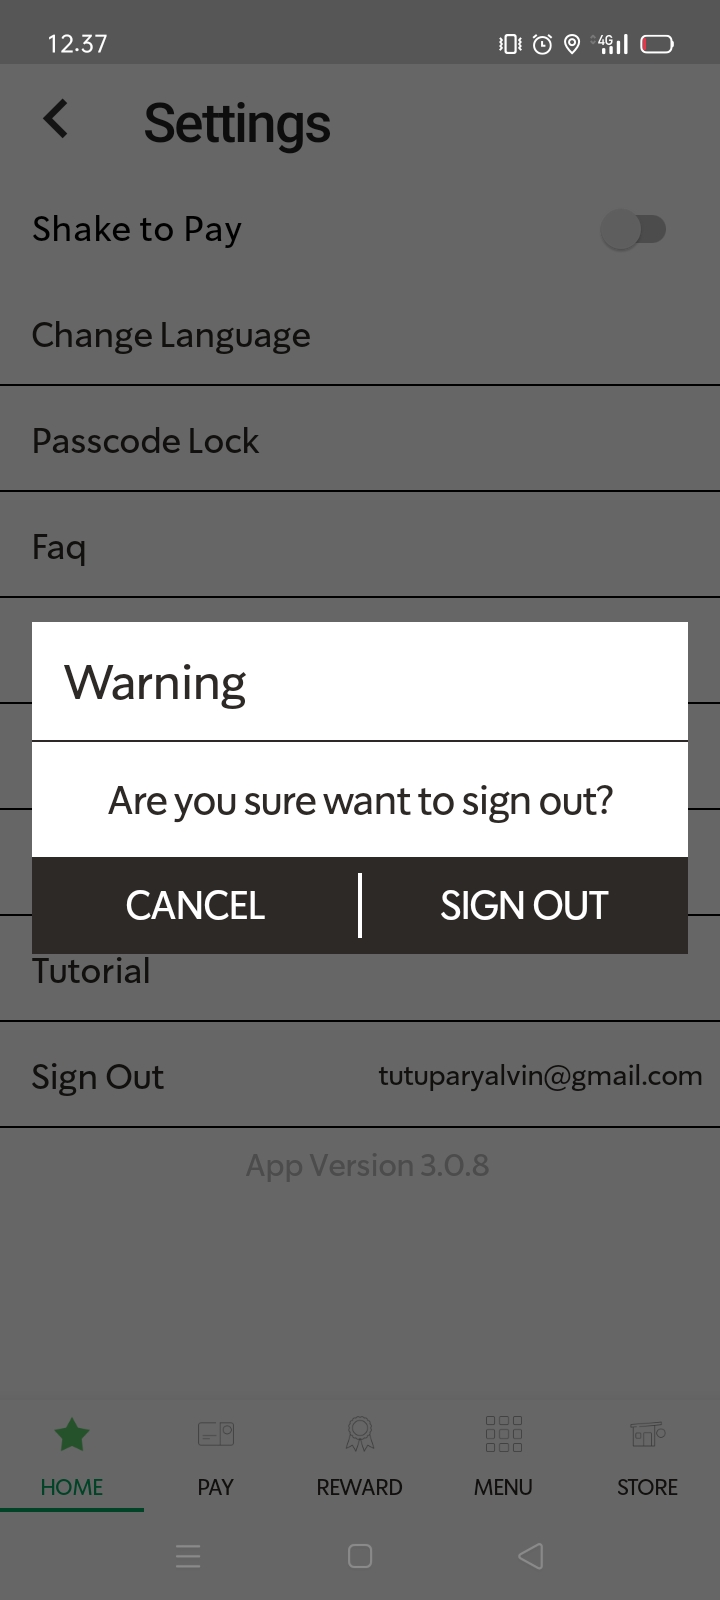 12.37
4G
Settings
Shake to Pay
Change Language
Passcode Lock
Faq
Warning
Are you sure want to sign out?
CANCEL
SIGN OUT
Tutorial
Sign Out
tutuparyalvin@gmail.com
App Version 3.0.8
HOME
PAY
REWARD
MENU
STORE